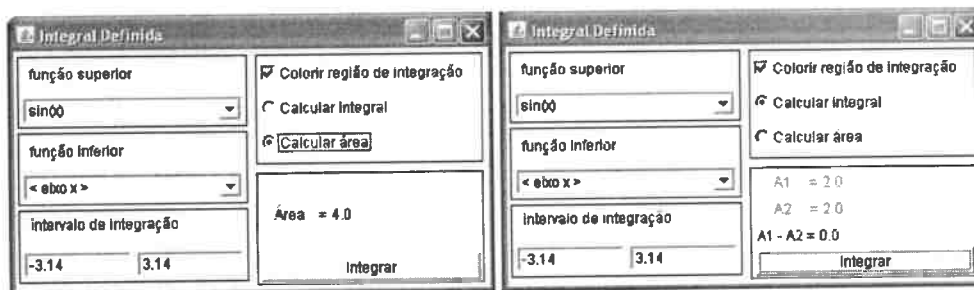 Integral Definida
função superior
sin(x)
função inferior
< eixo x >
intervalo de integração
-3.14
3.14
Colorir região de integração
Calcular Integral
Calcular área
Área = 4.0
Integrar
Integral Definida
função superior
sin(x)
função inferior
< eixo x >
intervalo de integração
-3.14
3.14
Colorir região de integração
Calcular integral
Calcular área
A1 = 2.0
A2 = 2.0
A1 - A2 = 0.0
Integrar